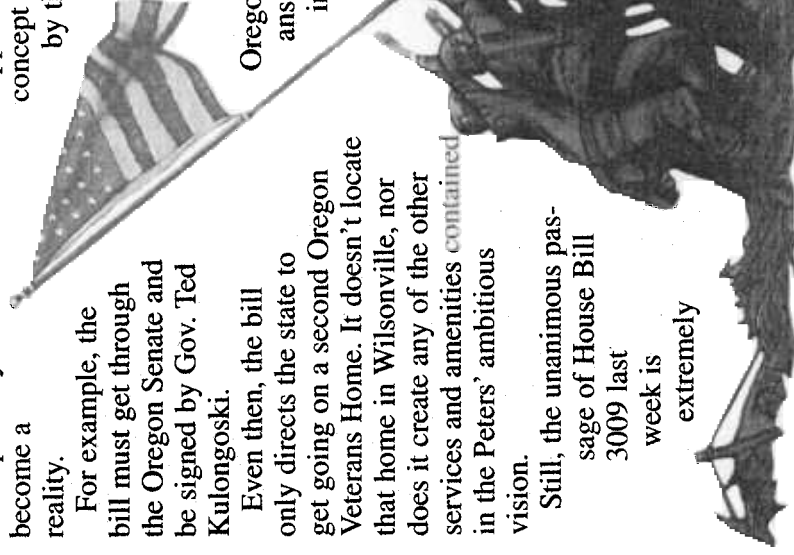 become a
reality.
For example, the
bill must get through
the Oregon Senate and
be signed by Gov. Ted
Kulongoski.
Even then, the bill
only directs the state to
get going on a second Oregon
Veterans Home. It doesn't locate
that home in Wilsonville, nor
does it create any of the other
services and amenities contained
in the Peters' ambitious
vision.
Still, the unanimous pas-
sage of House Bill
3009 last
week is
extremely
concept
by t
Orego
ans
i